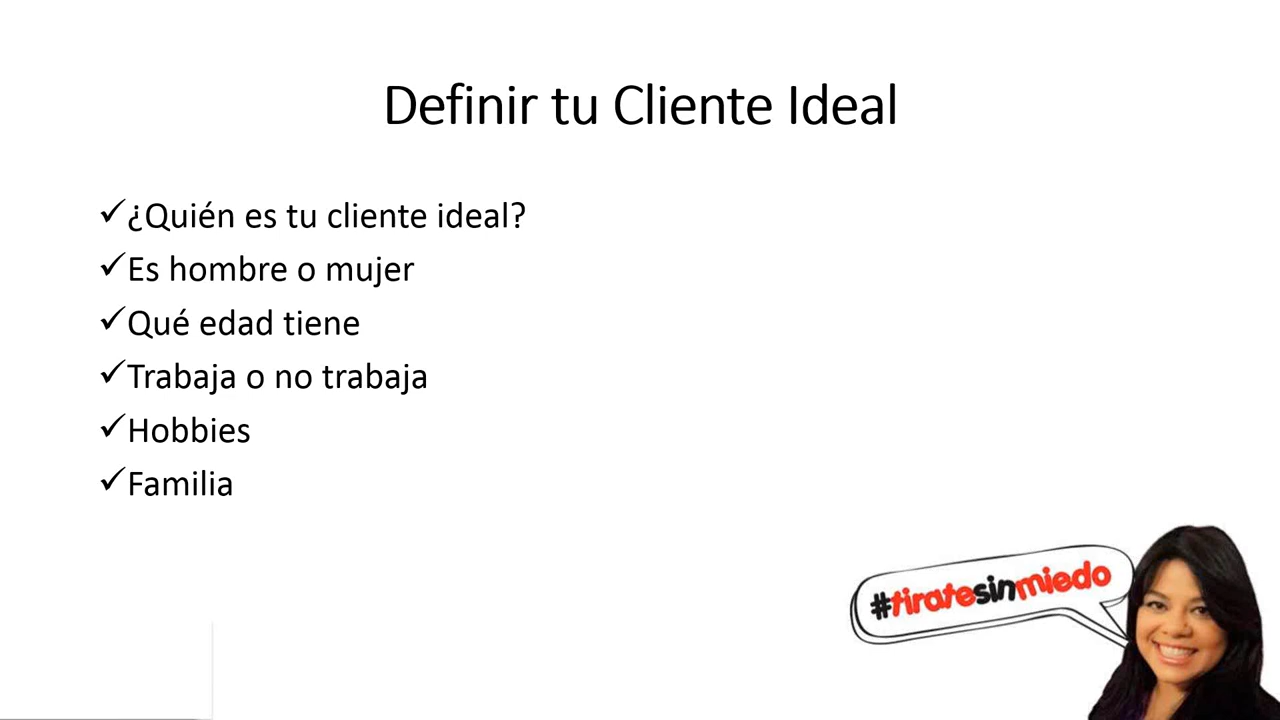 Definir tu Cliente Ideal
✓¿Quién es tu cliente ideal?
✓Es hombre o mujer
✓Qué edad tiene
✓Trabaja o no trabaja
✓Hobbies
✓Familia
#tiratesinmiedo